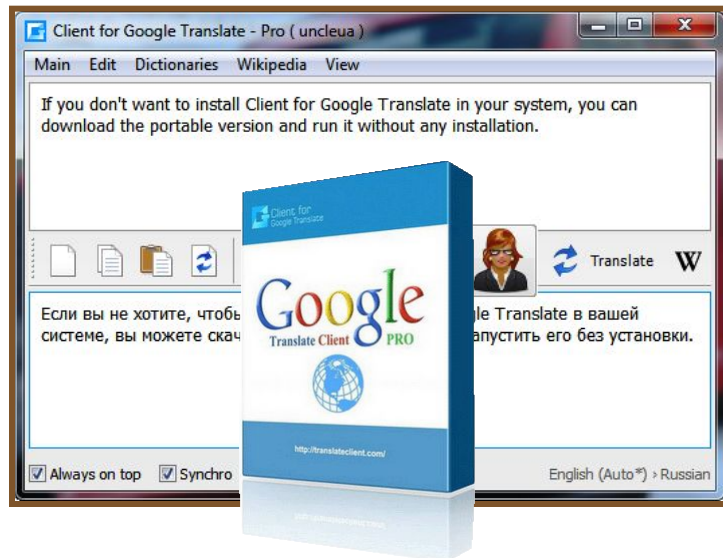 Client for Google Translate - Pro ( uncleua )
Main Edit Dictionaries Wikipedia View
If you don't want to install Client for Google Translate in your system, you can
download the portable version and run it without any installation.
Client for
Google Translate
Translate W
Google
Translate Client PRO
Если вы не хотите, чтобы
le Translate в вашей
системе, вы можете скач
апустить его без установки.
http://translateclient.com/
Always on top Synchro
English (Auto*) › Russian